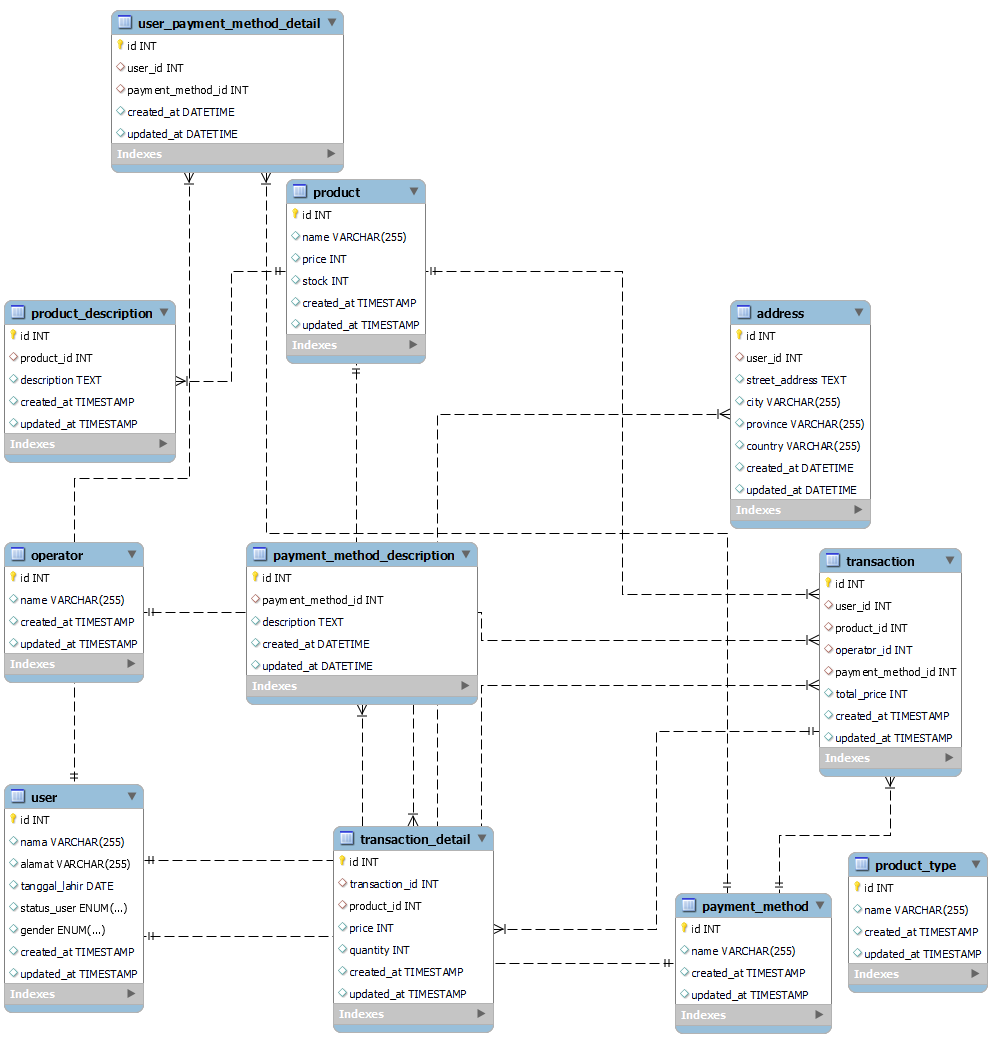 user_payment_method_detail
id INT
user_id INT
payment_method_id INT
created_at DATETIME
updated_at DATETIME
Indexes
product
id INT
name VARCHAR(255)
price INT
stock INT
created_at TIMESTAMP
updated_at TIMESTAMP
Indexes
product_description
id INT
product_id INT
description TEXT
created_at TIMESTAMP
updated_at TIMESTAMP
Indexes
address
id INT
user_id INT
street_address TEXT
city VARCHAR(255)
province VARCHAR(255)
country VARCHAR(255)
created_at DATETIME
updated_at DATETIME
Indexes
operator
id INT
name VARCHAR(255)
created_at TIMESTAMP
updated_at TIMESTAMP
Indexes
payment_method_description
id INT
payment_method_id INT
description TEXT
created_at DATETIME
updated_at DATETIME
Indexes
transaction
id INT
user_id INT
product_id INT
operator_id INT
payment_method_id INT
total_price INT
created_at TIMESTAMP
updated_at TIMESTAMP
Indexes
user
id INT
nama VARCHAR(255)
alamat VARCHAR(255)
tanggal_lahir DATE
status_user ENUM(...)
gender ENUM(...)
created_at TIMESTAMP
updated_at TIMESTAMP
Indexes
transaction_detail
id INT
transaction_id INT
product_id INT
price INT
quantity INT
created_at TIMESTAMP
updated_at TIMESTAMP
Indexes
payment_method
id INT
name VARCHAR(255)
created_at TIMESTAMP
updated_at TIMESTAMP
Indexes
product_type
id INT
name VARCHAR(255)
created_at TIMESTAMP
updated_at TIMESTAMP
Indexes